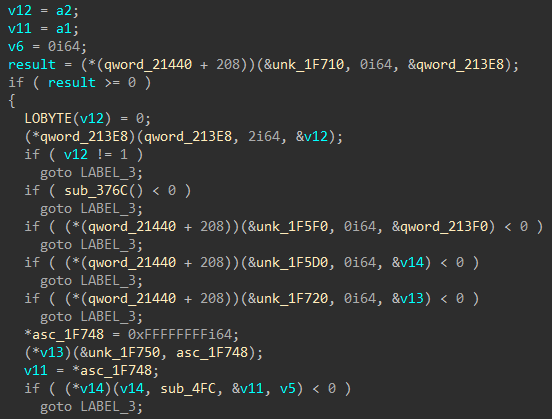 v12 = a2;
v11 = a1;
v6 = 0i64;
result = (*(qword_21440 + 208))(&unk_1F710, 0i64, &qword_213E8);
if ( result >= 0 )
{
LOBYTE(v12) = 0;
(*qword_213E8)(qword_213E8, 2i64, &v12);
if ( v12 != 1 )
goto LABEL_3;
if ( sub_376C() < 0 )
goto LABEL_3;
if ( (*(qword_21440 + 208))(&unk_1F5F0, 0i64, &qword_213F0) < 0 )
goto LABEL_3;
if ( (*(qword_21440 + 208))(&unk_1F5D0, 0i64, &v14) < 0 )
goto LABEL_3;
if ( (*(qword_21440 + 208))(&unk_1F720, 0i64, &v13) < 0 )
goto LABEL_3;
*asc_1F748 = 0xFFFFFFFFi64;
(*v13)(&unk_1F750, asc_1F748);
v11 = *asc_1F748;
if ( (*v14)(v14, sub_4FC, &v11, v5) < 0 )
goto LABEL_3;